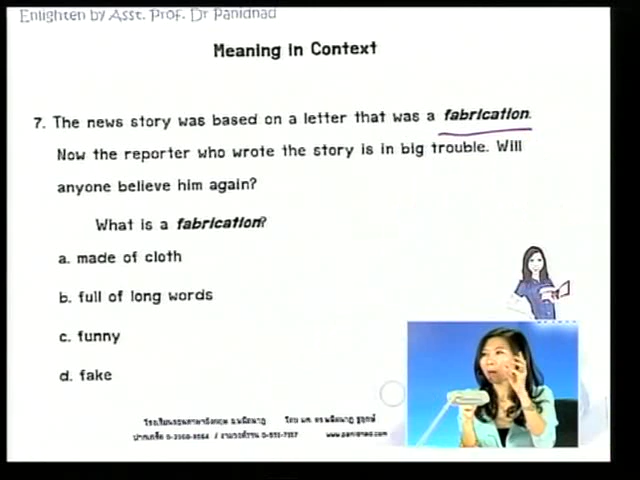 Enlighten by Asst. Prof. Dr Panidnad
Meaning in Context
7. The news story was based on a letter that was a fabrication.
Now the reporter who wrote the story is in big trouble. Will
anyone believe him again?
What is a fabrication?
a. made of cloth
b. full of long words
c. funny
d. fake
www.panidnad.com